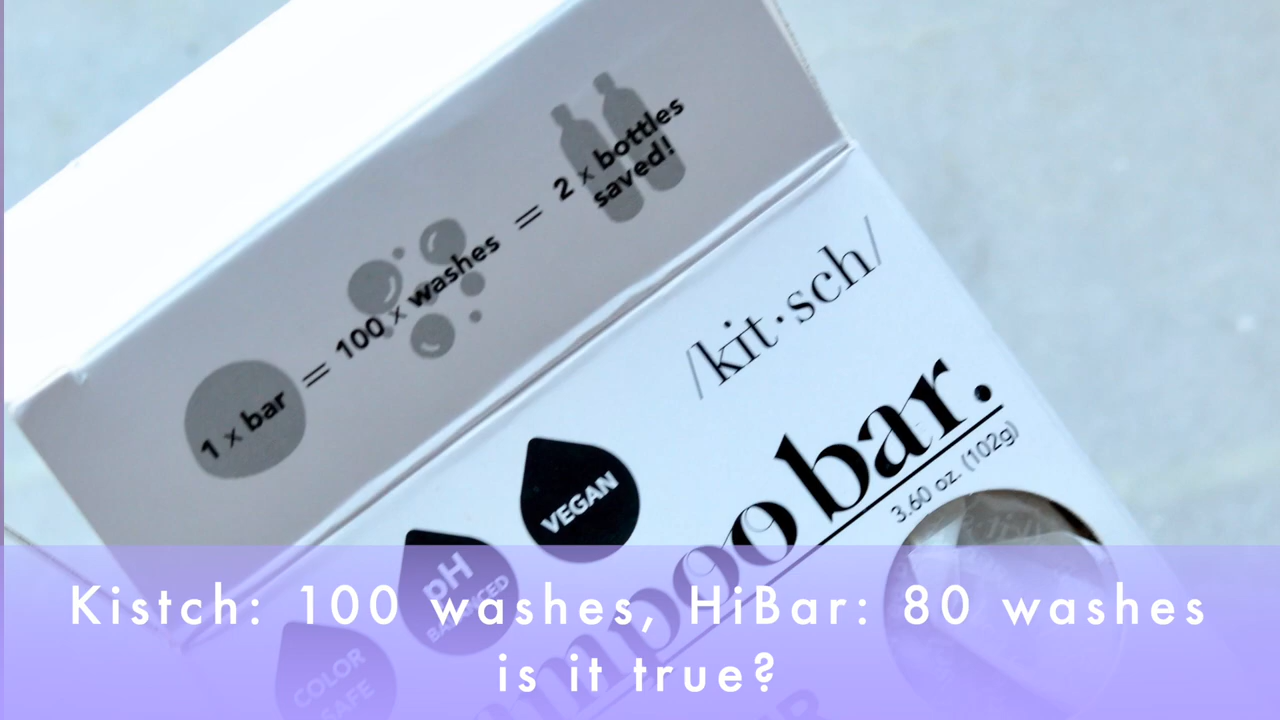 1 x bar = 100 x washes = 2 x bottles
saved!
/kit·sch/
shampoo bar.
3.60 oz. (102g)
VEGAN
pH
BALANCED
COLOR
SAFE
Kistch: 100 washes, HiBar: 80 washes
is it true?